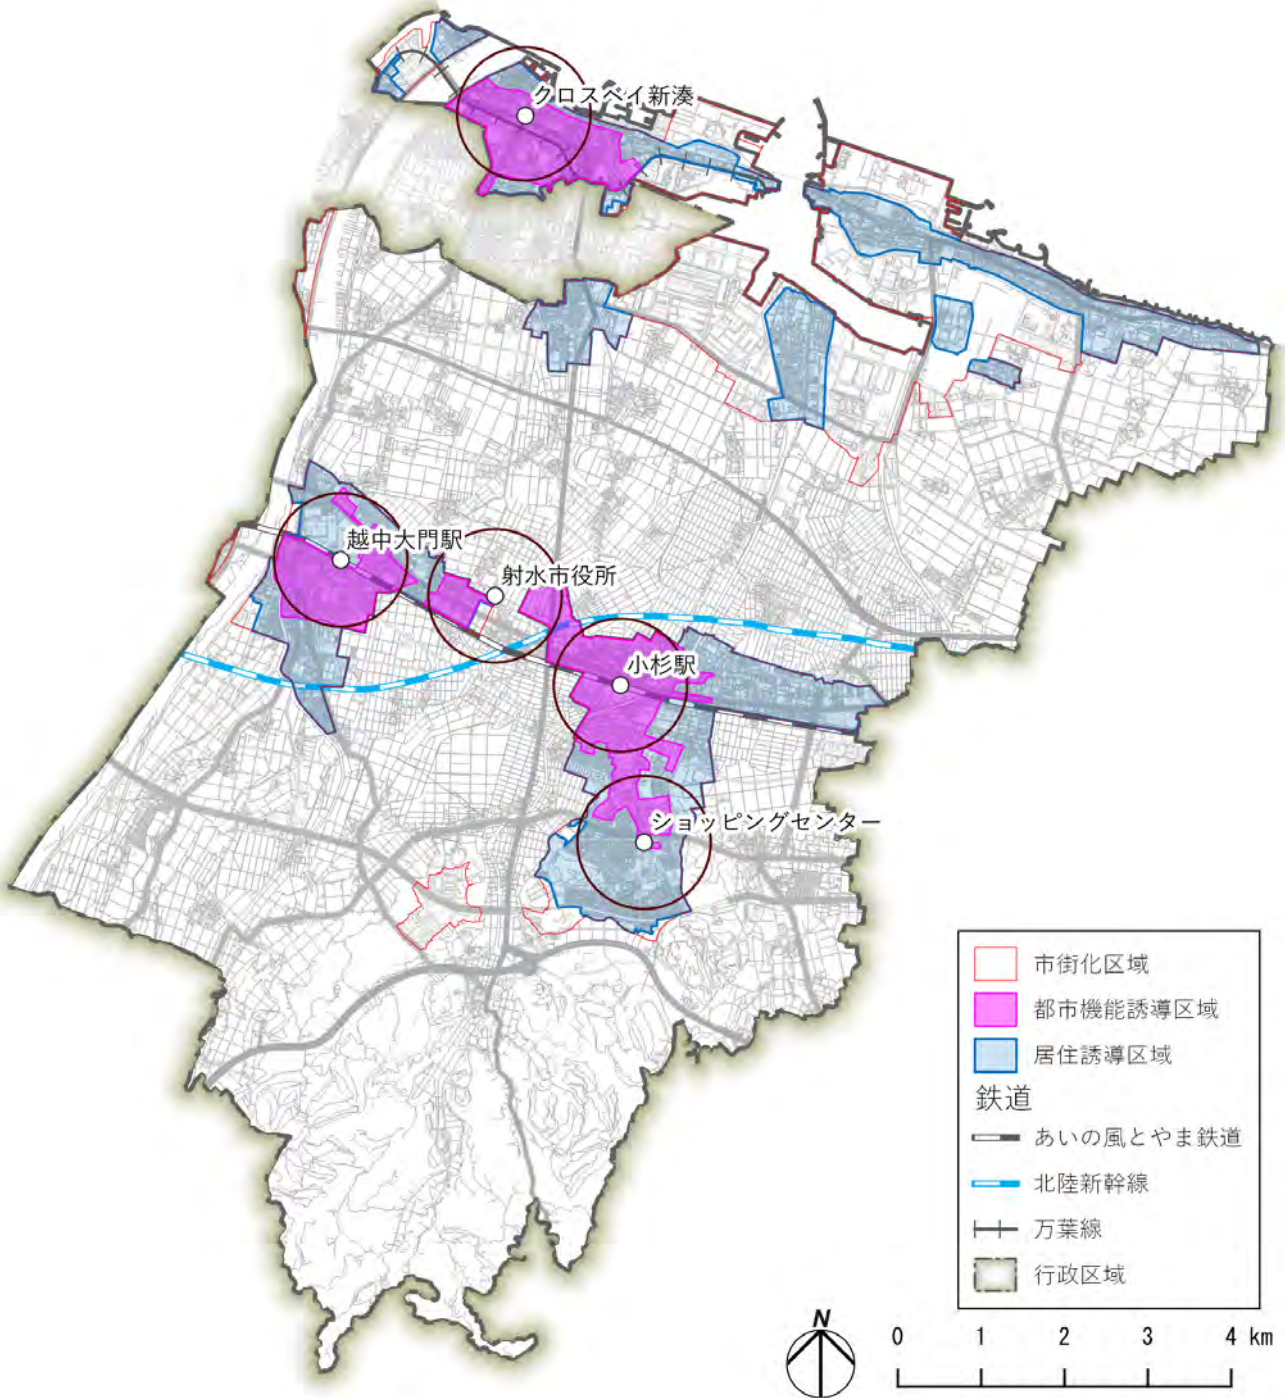 クロスベイ新湊
越中大門駅
射水市役所
小杉駅
ショッピングセンター
市街化区域
都市機能誘導区域
居住誘導区域
鉄道
あいの風とやま鉄道
北陸新幹線
万葉線
行政区域
N
0 1 2 3 4 km